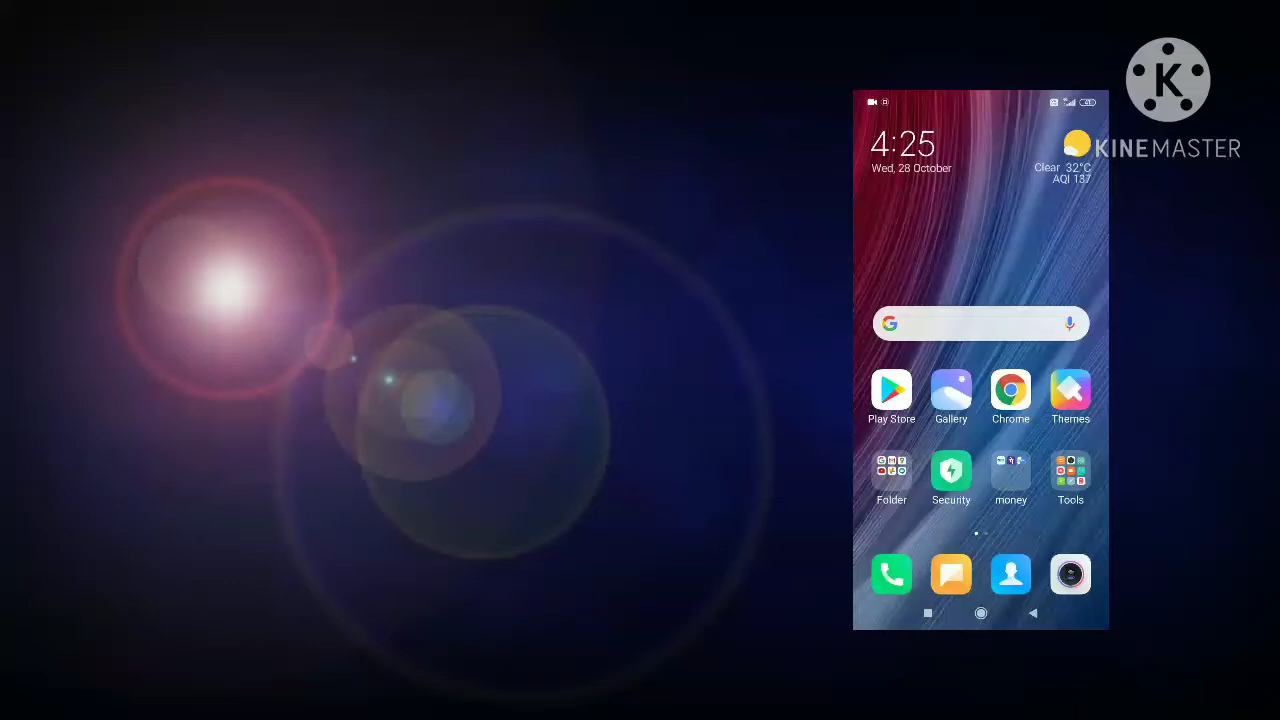 K
KINEMASTER
4:25
Wed, 28 October
Clear 32°C
AQI 137
Play Store
Gallery
Chrome
Themes
Folder
Security
money
Tools